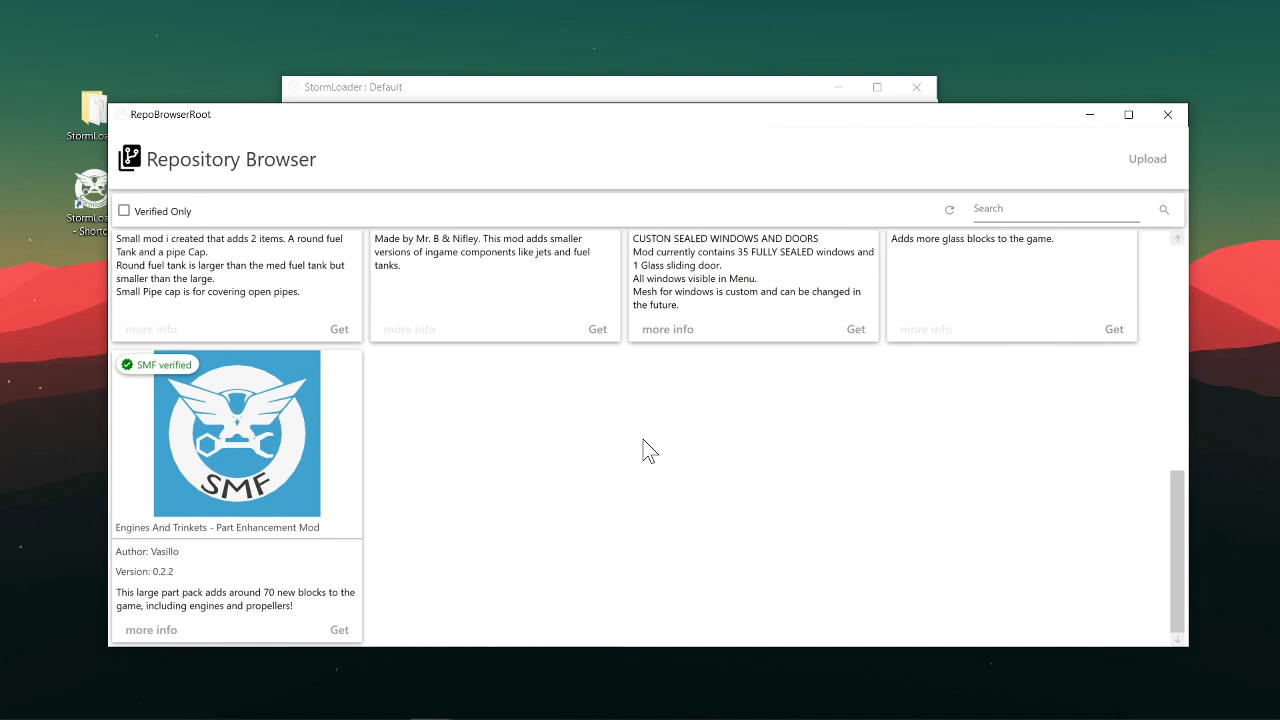 StormLoader : Default
RepoBrowserRoot
Repository Browser
Upload
Verified Only
Search
Small mod i created that adds 2 items. A round fuel
Tank and a pipe Cap.
Round fuel tank is larger than the med fuel tank but
smaller than the large.
Small Pipe cap is for covering open pipes.
more info
Get
Made by Mr. B & Nifley. This mod adds smaller
versions of ingame components like jets and fuel
tanks.
more info
Get
CUSTON SEALED WINDOWS AND DOORS
Mod currently contains 35 FULLY SEALED windows and
1 Glass sliding door.
All windows visible in Menu.
Mesh for windows is custom and can be changed in
the future.
more info
Get
Adds more glass blocks to the game.
more info
Get
SMF verified
SMF
Engines And Trinkets - Part Enhancement Mod
Author: Vasillo
Version: 0.2.2
This large part pack adds around 70 new blocks to the
game, including engines and propellers!
more info
Get
StormLoa
StormLoa
- Shortc